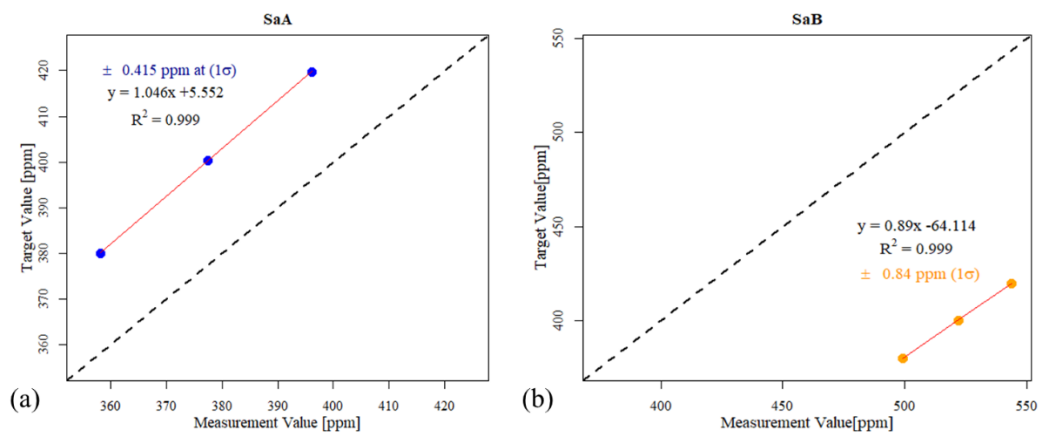 SaA
± 0.415 ppm at (1σ)
y = 1.046x +5.552
R² = 0.999
Target Value [ppm]
420
410
400
390
380
370
360
360 370 380 390 400 410 420
Measurement Value [ppm]
(a)
SaB
y = 0.89x -64.114
R² = 0.999
± 0.84 ppm (1σ)
Target Value[ppm]
550
500
450
400
400 450 500 550
Measurement Value[ppm]
(b)